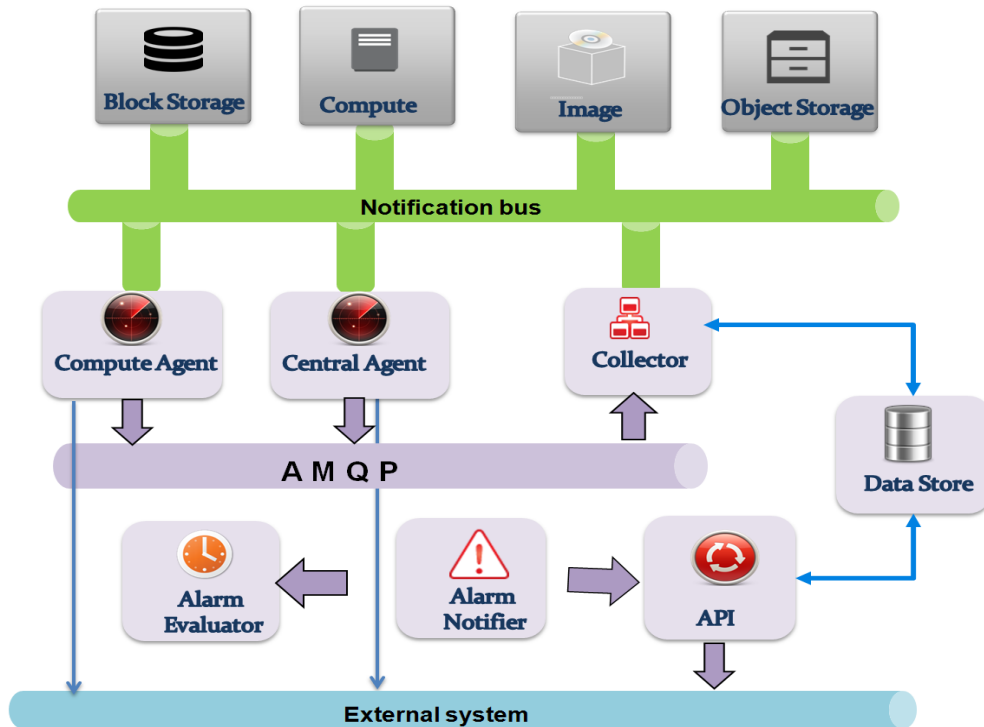 Block Storage
Compute
Image
Object Storage
Notification bus
Compute Agent
Central Agent
Collector
A M Q P
Data Store
Alarm
Evaluator
Alarm
Notifier
API
External system